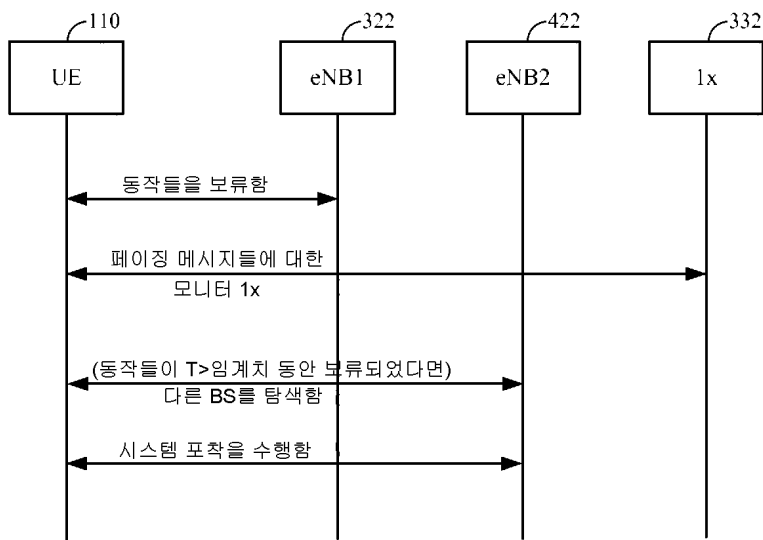 110
322
422
332
UE
eNB1
eNB2
1x
동작들을 보류함
페이징 메시지들에 대한
모니터 1x
(동작들이 T>임계치 동안 보류되었다면)
다른 BS를 탐색함
시스템 포착을 수행함